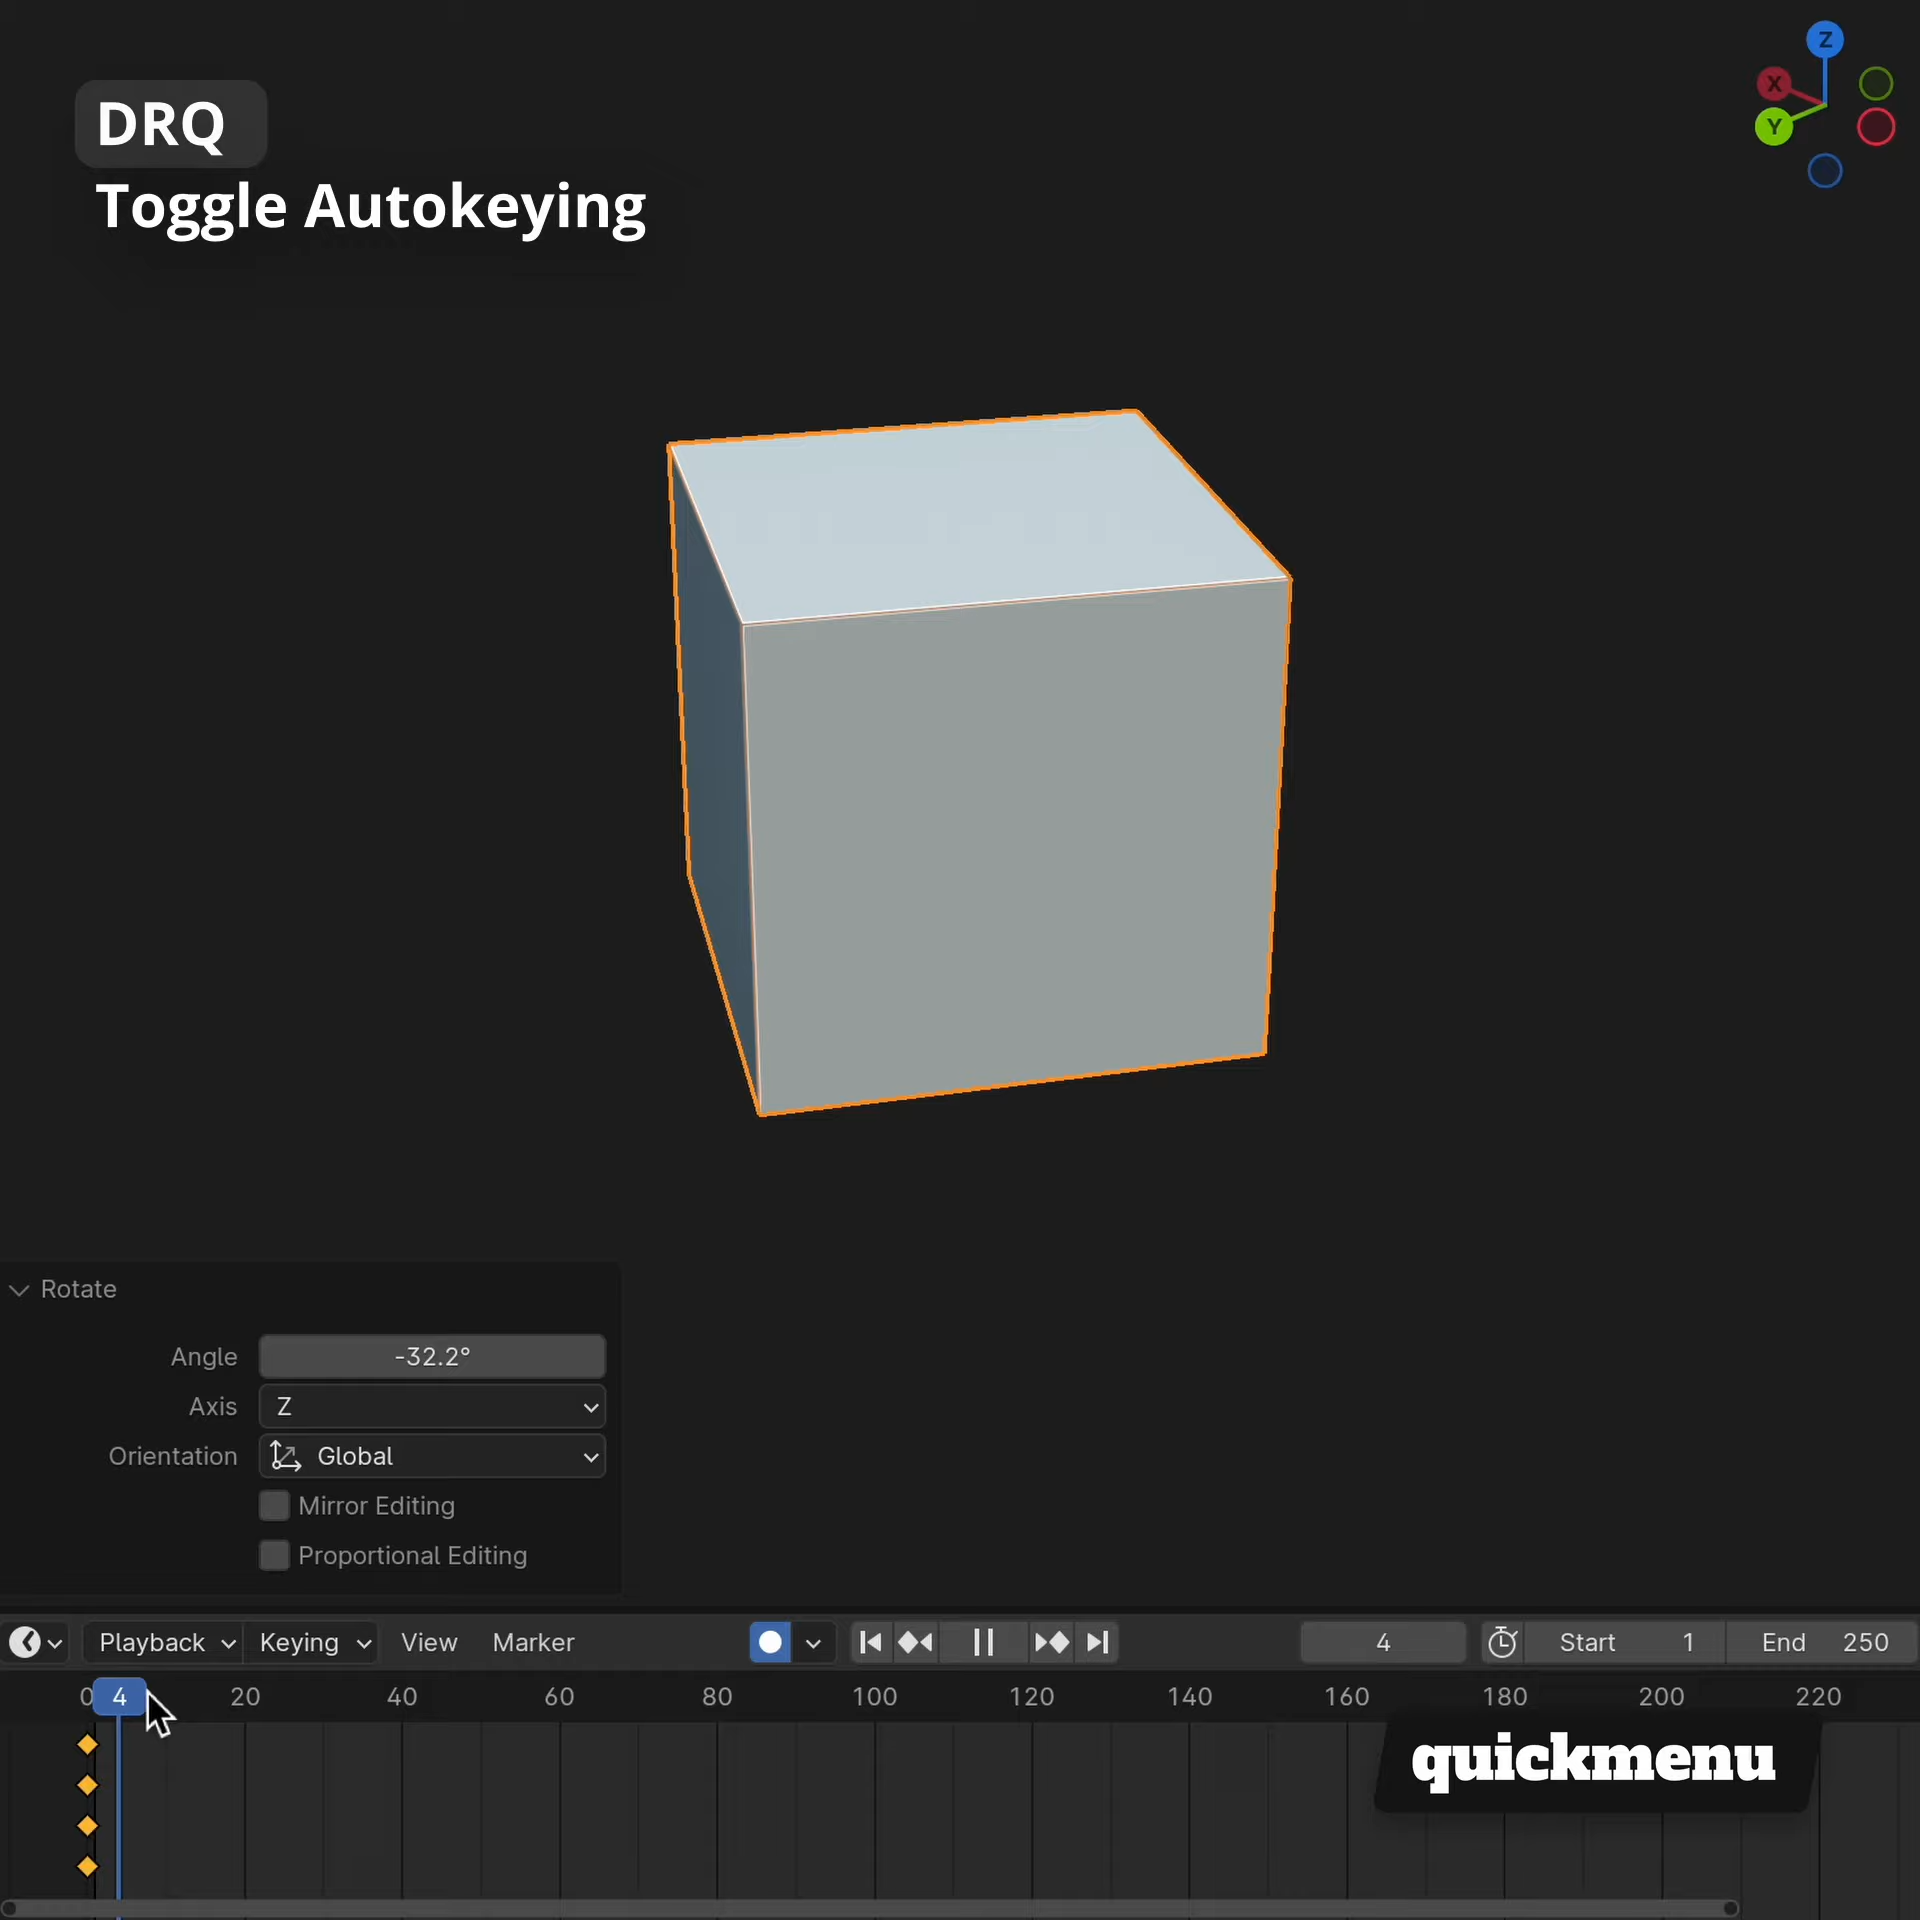 DRQ
Toggle Autokeying
Z
X
Y
Rotate
Angle -32.2°
Axis Z
Orientation Global
Mirror Editing
Proportional Editing
Playback Keying View Marker 4 Start 1 End 250
0 4 20 40 60 80 100 120 140 160 180 200 220
quickmenu